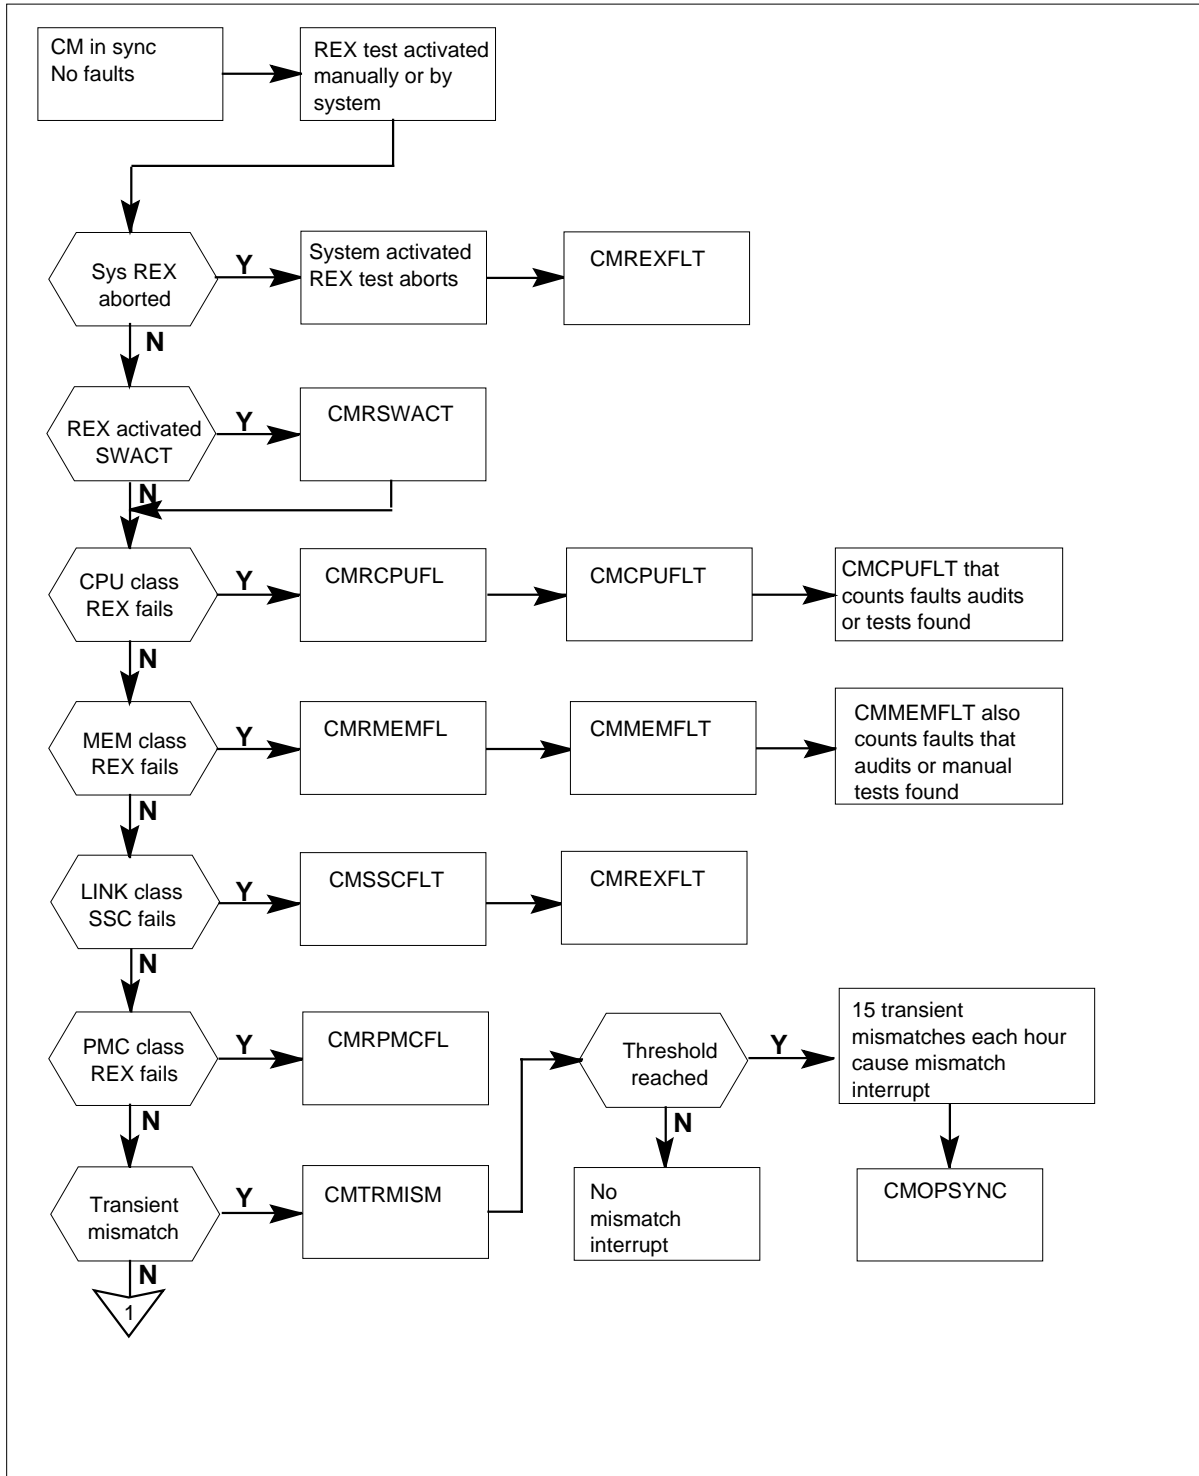 CM in sync
No faults
REX test activated
manually or by
system
Sys REX
aborted
Y
System activated
REX test aborts
CMREXFLT
N
REX activated
SWACT
Y
CMRSWACT
N
CPU class
REX fails
Y
CMRCPUFL
CMCPUFLT
CMCPUFLT that
counts faults audits
or tests found
N
MEM class
REX fails
Y
CMRMEMFL
CMMEMFLT
CMMEMFLT also
counts faults that
audits or manual
tests found
N
LINK class
SSC fails
Y
CMSSCFLT
CMREXFLT
N
PMC class
REX fails
Y
CMRPMCFL
Threshold
reached
Y
15 transient
mismatches each hour
cause mismatch
interrupt
N
N
Transient
mismatch
Y
CMTRMISM
No
mismatch
interrupt
CMOPSYNC
N
1